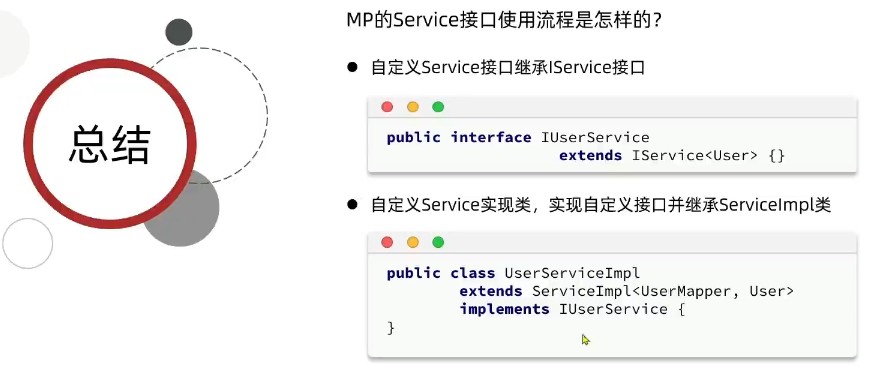 总结
MP的Service接口使用流程是怎样的？
自定义Service接口继承IService接口
public interface IUserService
extends IService<User> {}
自定义Service实现类，实现自定义接口并继承ServiceImpl类
public class UserServiceImpl
extends ServiceImpl<UserMapper, User>
implements IUserService {
}